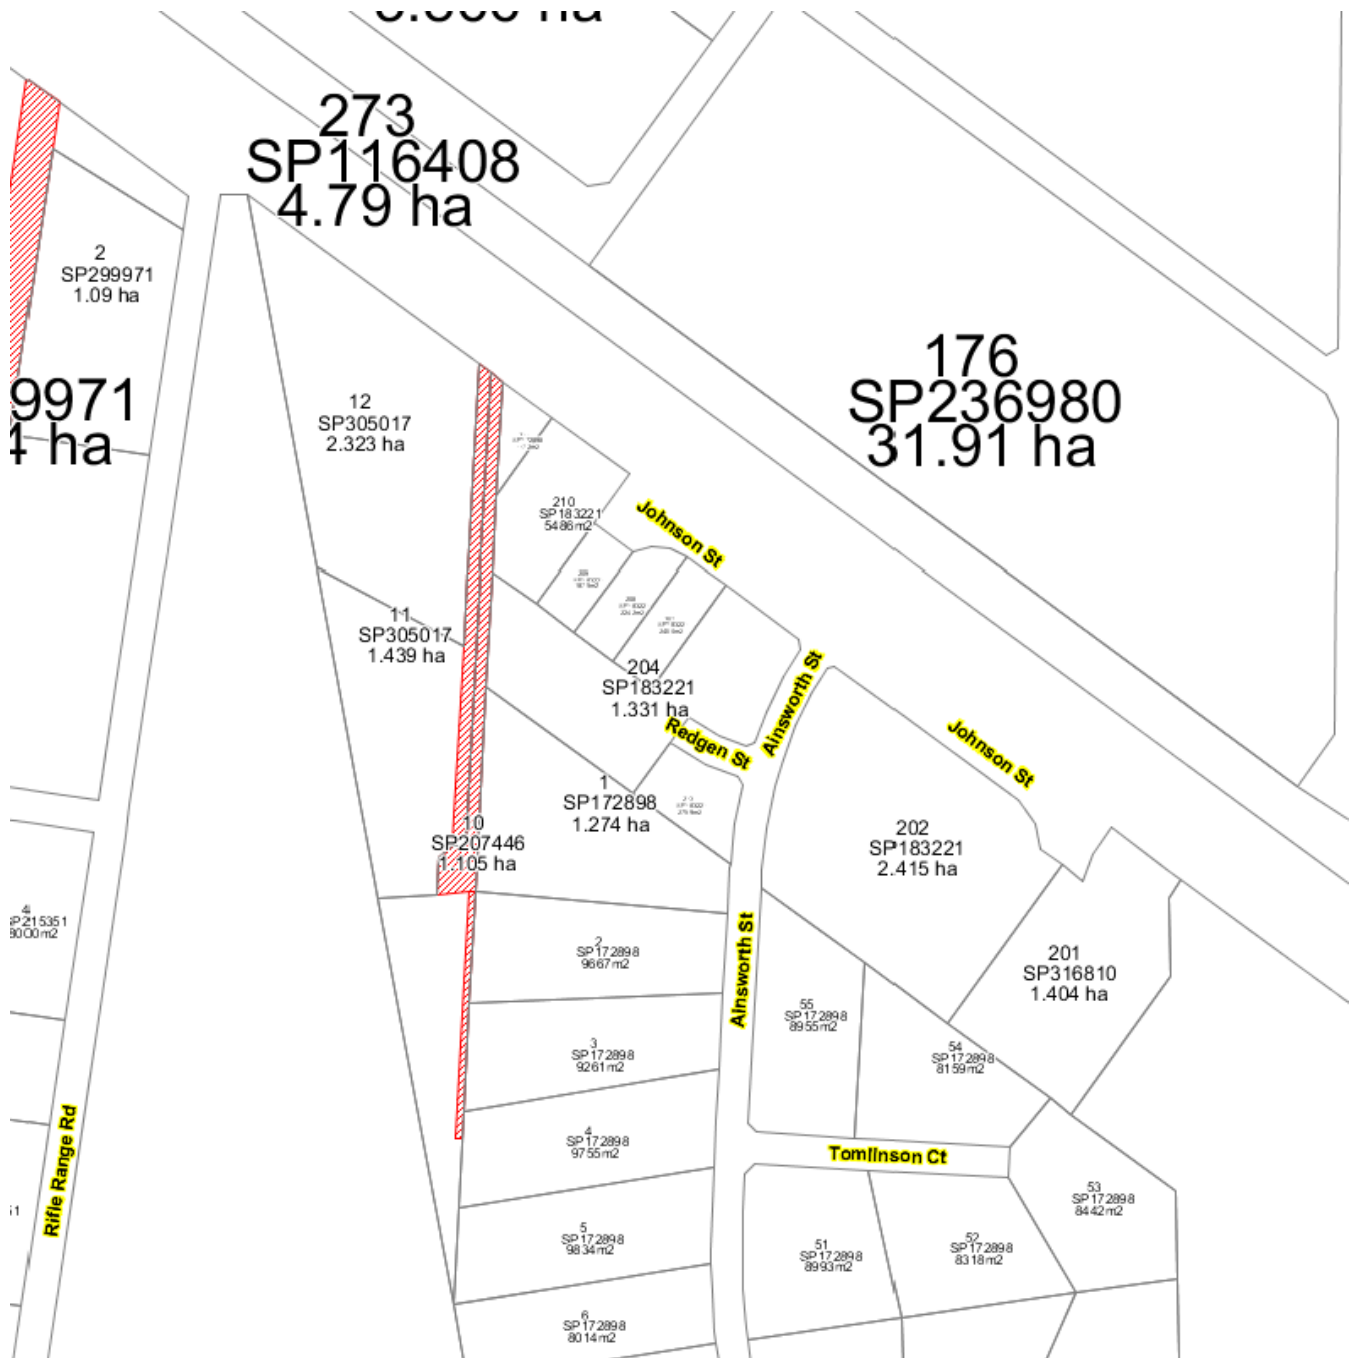 273
SP116408
4.79 ha
2
SP299971
1.09 ha
176
SP236980
31.91 ha
9971
4 ha
12
SP305017
2.323 ha
210
SP183221
5486m2
Johnson St
11
SP305017
1.439 ha
204
SP183221
1.331 ha
Ainsworth St
Redgen St
Johnson St
1
SP172898
1.274 ha
10
SP207446
1.105 ha
202
SP183221
2.415 ha
4
SP215351
8000m2
2
SP172898
9667m2
Ainsworth St
201
SP316810
1.404 ha
55
SP172898
8955m2
3
SP172898
9261m2
54
SP172898
8159m2
4
SP172898
9755m2
Tomlinson Ct
Rifle Range Rd
53
SP172898
8442m2
5
SP172898
9834m2
51
SP172898
8993m2
52
SP172898
8318m2
6
SP172898
8014m2